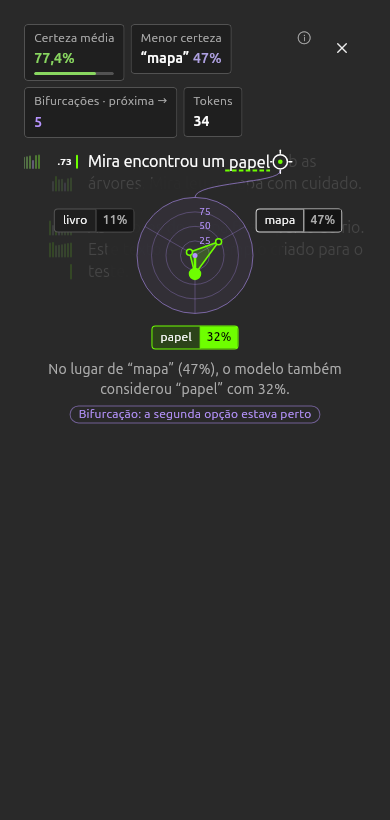 Certeza média
77,4%
Menor certeza
“mapa” 47%
Bifurcações · próxima →
5
Tokens
34
.73 Mira encontrou um papel as
árvores com cuidado.
75
50
25
livro 11%
mapa 47%
iado para o
tes
papel 32%
No lugar de “mapa” (47%), o modelo também
considerou “papel” com 32%.
Bifurcação: a segunda opção estava perto